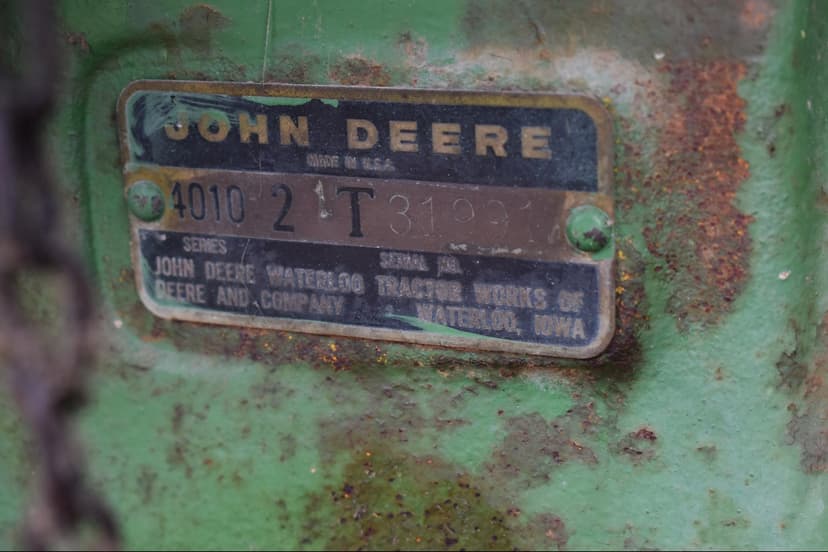 JOHN DEERE
MADE IN U.S.A.
4010 2 T 31991
SERIES SERIAL NO.
JOHN DEERE WATERLOO TRACTOR WORKS OF
DEERE AND COMPANY WATERLOO, IOWA